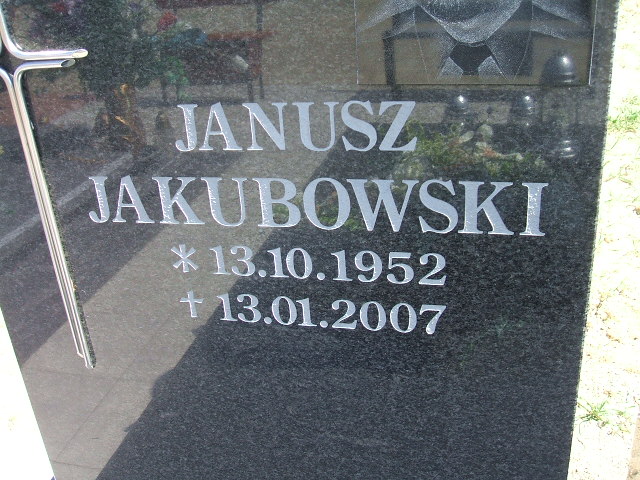 JANUSZ
JAKUBOWSKI
* 13.10.1952
† 13.01.2007